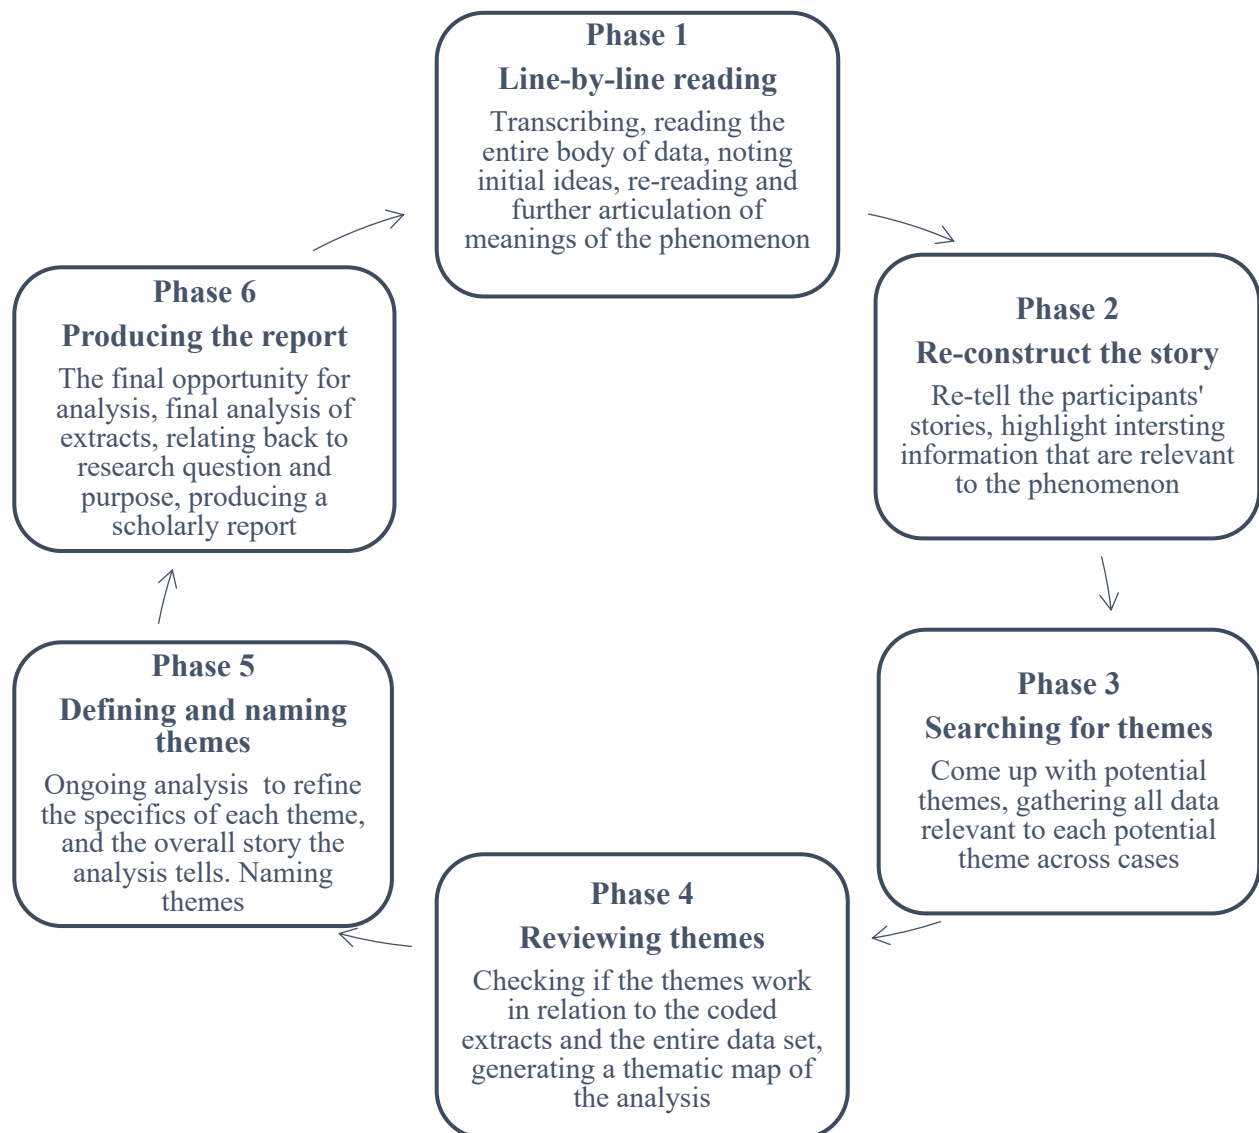 Phase 1
Line-by-line reading
Transcribing, reading the
entire body of data, noting
initial ideas, re-reading and
further articulation of
meanings of the phenomenon
Phase 2
Re-construct the story
Re-tell the participants'
stories, highlight intersting
information that are relevant
to the phenomenon
Phase 3
Searching for themes
Come up with potential
themes, gathering all data
relevant to each potential
theme across cases
Phase 4
Reviewing themes
Checking if the themes work
in relation to the coded
extracts and the entire data set,
generating a thematic map of
the analysis
Phase 5
Defining and naming
themes
Ongoing analysis  to refine
the specifics of each theme,
and the overall story the
analysis tells. Naming
themes
Phase 6
Producing the report
The final opportunity for
analysis, final analysis of
extracts, relating back to
research question and
purpose, producing a
scholarly report